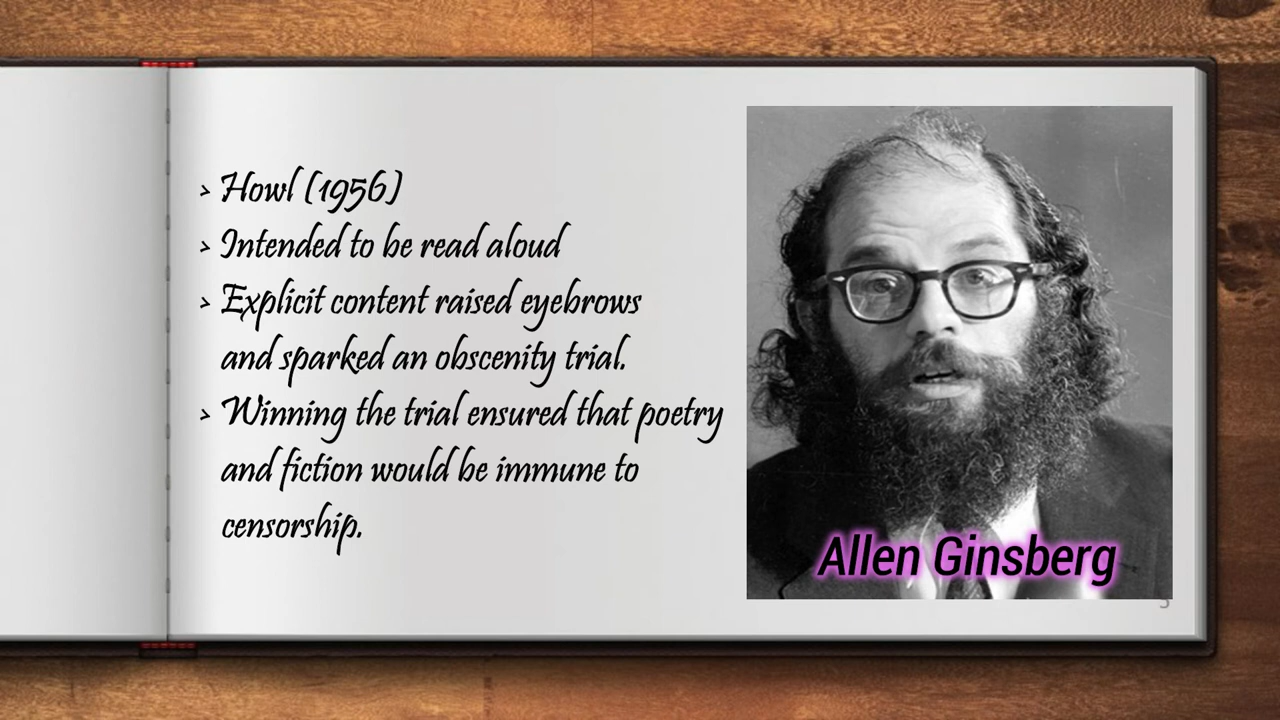 > Howl (1956)
> Intended to be read aloud
> Explicit content raised eyebrows
and sparked an obscenity trial.
> Winning the trial ensured that poetry
and fiction would be immune to
censorship.
Allen Ginsberg